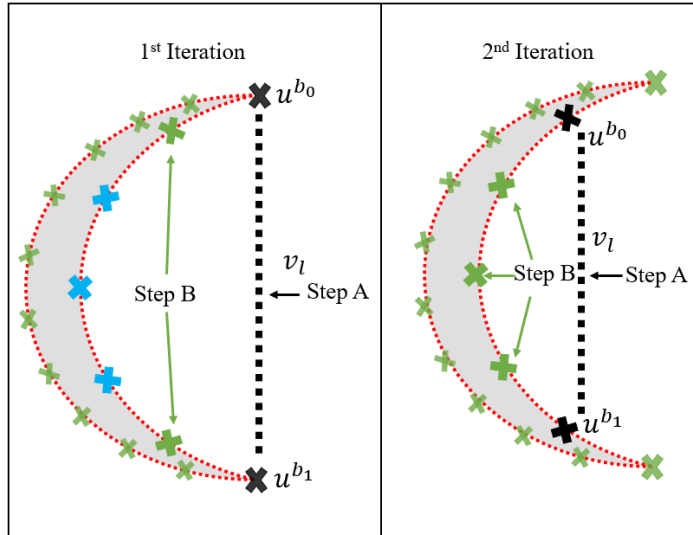 1st Iteration
u^{b_0}
v_l
Step B
Step A
u^{b_1}
2nd Iteration
u^{b_0}
v_l
Step B
Step A
u^{b_1}